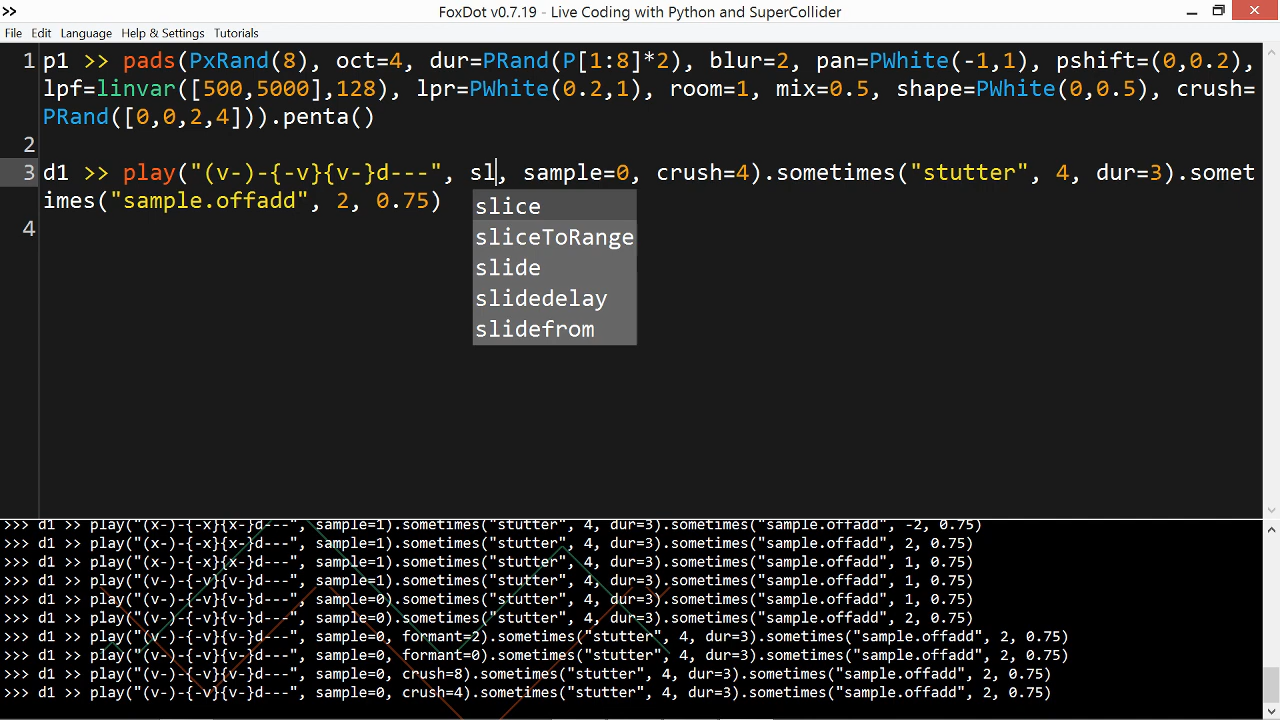 FoxDot v0.7.19 - Live Coding with Python and SuperCollider
File Edit Language Help & Settings Tutorials
1 p1 >> pads(PxRand(8), oct=4, dur=PRand(P[1:8]*2), blur=2, pan=PWhite(-1,1), pshift=(0,0.2),
lpf=linvar([500,5000],128), lpr=PWhite(0.2,1), room=1, mix=0.5, shape=PWhite(0,0.5), crush=
PRand([0,0,2,4])).penta()
2
3 d1 >> play("(v-)-{-v}{v-}d---", sl, sample=0, crush=4).sometimes("stutter", 4, dur=3).somet
imes("sample.offadd", 2, 0.75)
4
slice
sliceToRange
slide
slidedelay
slidefrom
>>> d1 >> play("(x-)-{-x}{x-}d---", sample=1).sometimes("stutter", 4, dur=3).sometimes("sample.offadd", -2, 0.75)
>>> d1 >> play("(x-)-{-x}{x-}d---", sample=1).sometimes("stutter", 4, dur=3).sometimes("sample.offadd", 2, 0.75)
>>> d1 >> play("(x-)-{-x}{x-}d---", sample=1).sometimes("stutter", 4, dur=3).sometimes("sample.offadd", 1, 0.75)
>>> d1 >> play("(v-)-{-v}{v-}d---", sample=1).sometimes("stutter", 4, dur=3).sometimes("sample.offadd", 1, 0.75)
>>> d1 >> play("(v-)-{-v}{v-}d---", sample=0).sometimes("stutter", 4, dur=3).sometimes("sample.offadd", 1, 0.75)
>>> d1 >> play("(v-)-{-v}{v-}d---", sample=0).sometimes("stutter", 4, dur=3).sometimes("sample.offadd", 2, 0.75)
>>> d1 >> play("(v-)-{-v}{v-}d---", sample=0, formant=2).sometimes("stutter", 4, dur=3).sometimes("sample.offadd", 2, 0.75)
>>> d1 >> play("(v-)-{-v}{v-}d---", sample=0, formant=0).sometimes("stutter", 4, dur=3).sometimes("sample.offadd", 2, 0.75)
>>> d1 >> play("(v-)-{-v}{v-}d---", sample=0, crush=8).sometimes("stutter", 4, dur=3).sometimes("sample.offadd", 2, 0.75)
>>> d1 >> play("(v-)-{-v}{v-}d---", sample=0, crush=4).sometimes("stutter", 4, dur=3).sometimes("sample.offadd", 2, 0.75)